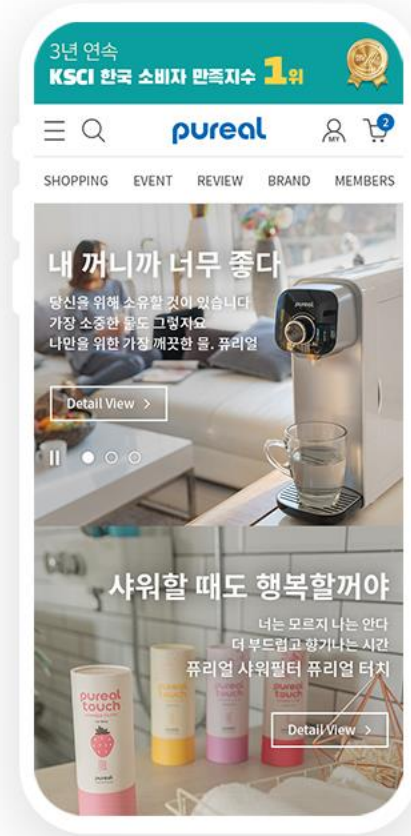 3년 연속
KSCI 한국 소비자 만족지수 1위
pureal
MY
2
SHOPPING EVENT REVIEW BRAND MEMBERS
내 꺼니까 너무 좋다
당신을 위해 소유할 것이 있습니다
가장 소중한 물도 그렇자요
나만을 위한 가장 깨끗한 물. 퓨리얼
Detail View >
pureal
샤워할 때도 행복할꺼야
너는 모르지 나는 안다
더 부드럽고 향기나는 시간
퓨리얼 샤워필터 퓨리얼 터치
pureal
touch
pureal
touch
pureal
touch
Detail View >
pureal